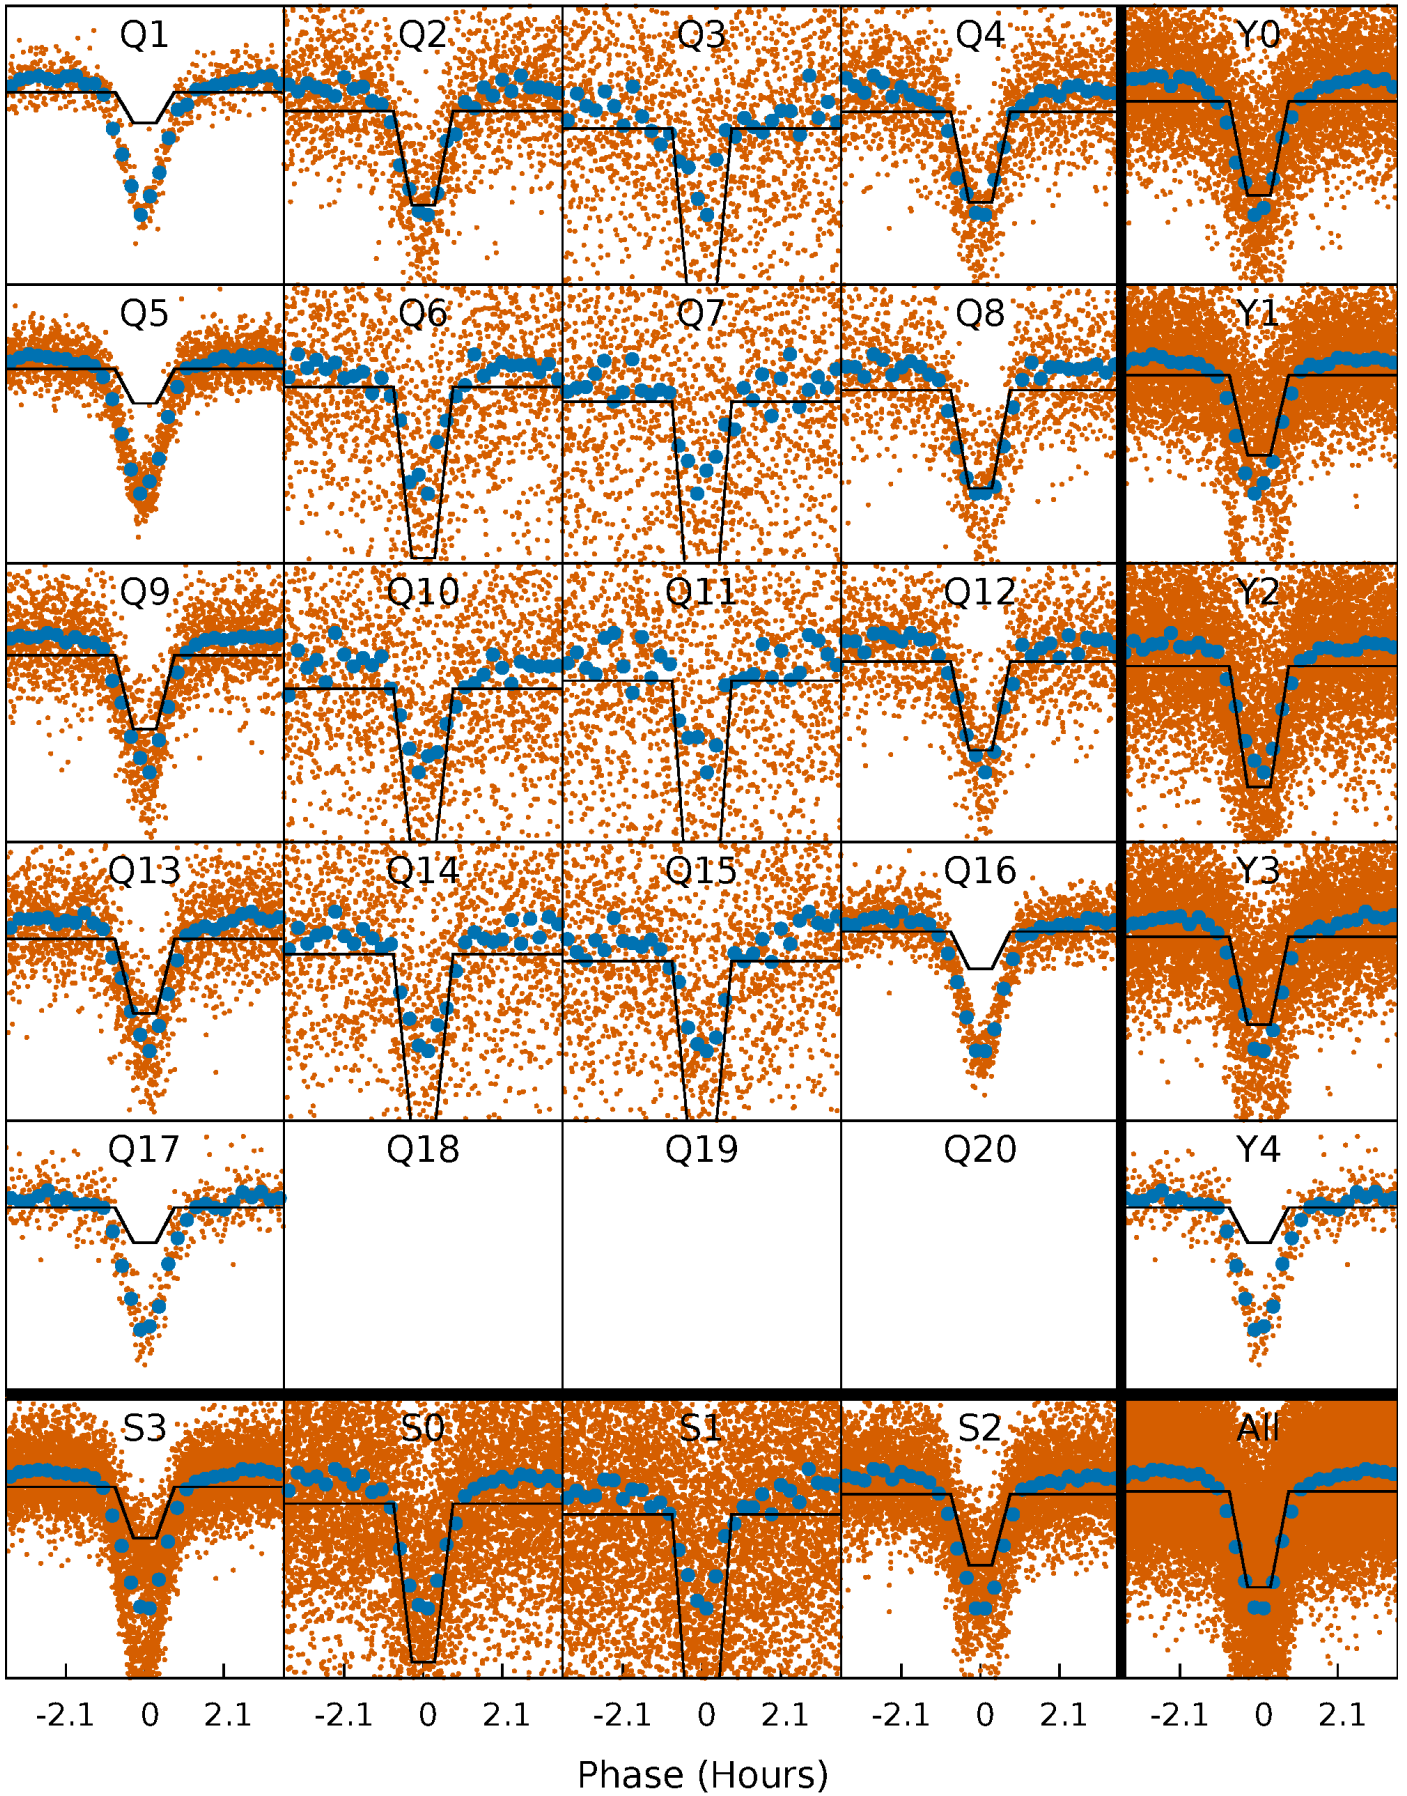 Q1 Q2 Q3 Q4 Y0
Q5 Q6 Q7 Q8 Y1
Q9 Q10 Q11 Q12 Y2
Q13 Q14 Q15 Q16 Y3
Q17 Q18 Q19 Q20 Y4
S3 S0 S1 S2 All
-2.1 0 2.1 -2.1 0 2.1 -2.1 0 2.1 -2.1 0 2.1 -2.1 0 2.1
Phase (Hours)